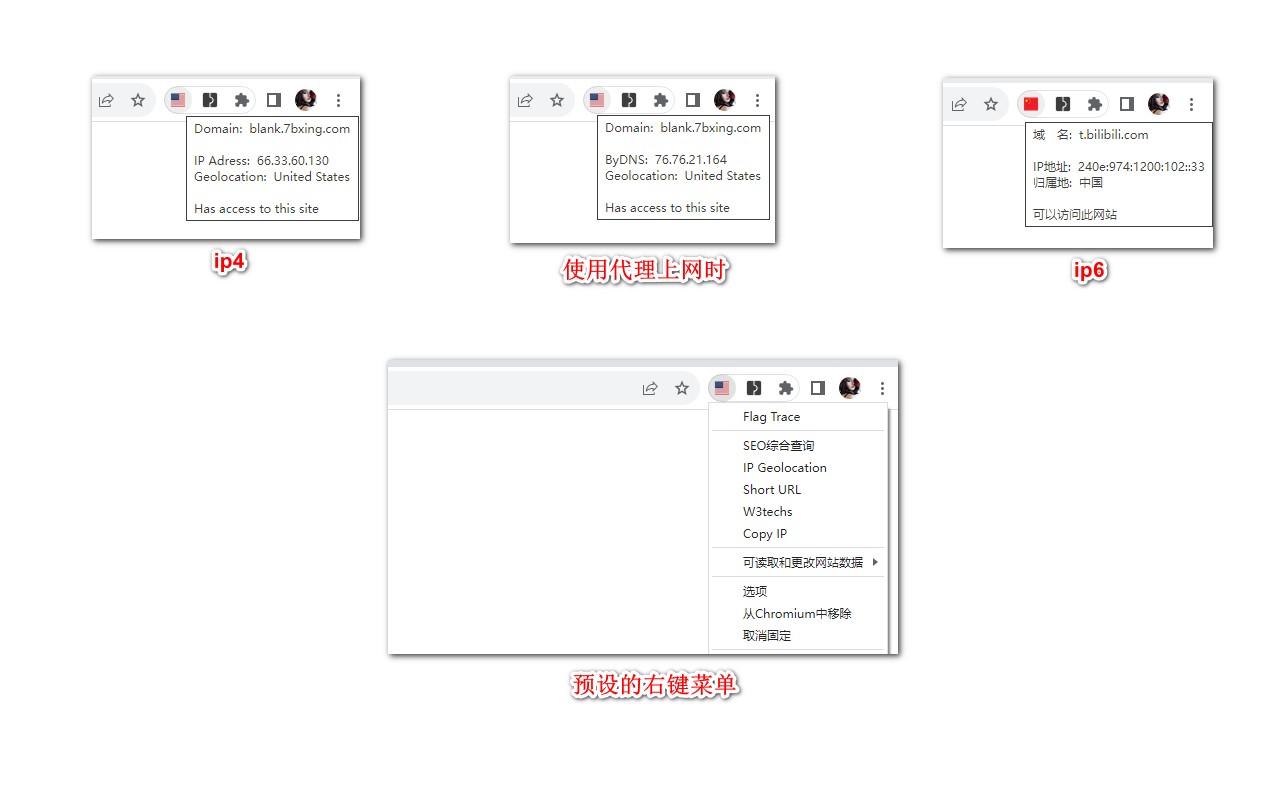 Domain: blank.7bxing.com
IP Adress: 66.33.60.130
Geolocation: United States
Has access to this site
ip4
Domain: blank.7bxing.com
ByDNS: 76.76.21.164
Geolocation: United States
Has access to this site
使用代理上网时
域 名: t.bilibili.com
IP地址: 240e:974:1200:102::33
归属地: 中国
可以访问此网站
ip6
Flag Trace
SEO综合查询
IP Geolocation
Short URL
W3techs
Copy IP
可读取和更改网站数据
选项
从Chromium中移除
取消固定
预设的右键菜单